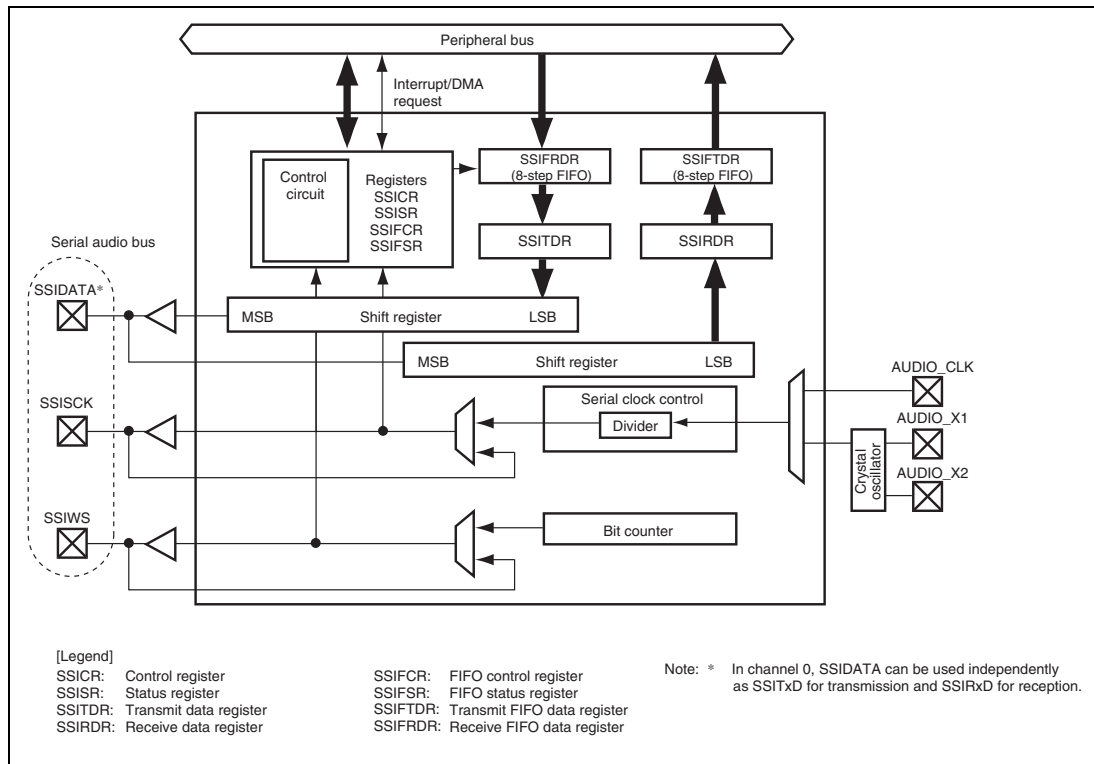 Peripheral bus
Interrupt/DMA
request
Control
circuit
Registers
SSICR
SSISR
SSIFCR
SSIFSR
SSIFRDR
(8-step FIFO)
SSIFTDR
(8-step FIFO)
SSITDR
SSIRDR
Serial audio bus
SSIDATA*
MSB Shift register LSB
MSB Shift register LSB
SSISCK
Serial clock control
Divider
AUDIO_CLK
AUDIO_X1
AUDIO_X2
Crystal
oscillator
SSIWS
Bit counter
[Legend]
SSICR: Control register
SSISR: Status register
SSITDR: Transmit data register
SSIRDR: Receive data register
SSIFCR: FIFO control register
SSIFSR: FIFO status register
SSIFTDR: Transmit FIFO data register
SSIFRDR: Receive FIFO data register
Note: * In channel 0, SSIDATA can be used independently
as SSITxD for transmission and SSIRxD for reception.